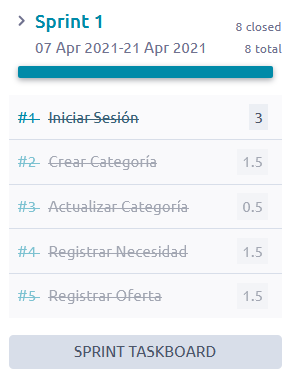 Sprint 1
8 closed
07 Apr 2021-21 Apr 2021
8 total
#1 Iniciar Sesión 3
#2 Crear Categoría 1.5
#3 Actualizar Categoría 0.5
#4 Registrar Necesidad 1.5
#5 Registrar Oferta 1.5
SPRINT TASKBOARD